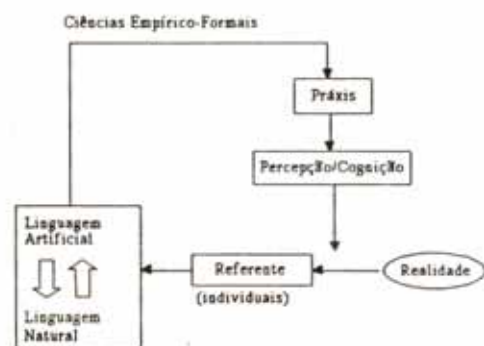 Ciências Empírico-Formais
Práxis
Percepção/Cognição
Linguagem
Artificial
Referente
(individuais)
Realidade
Linguagem
Natural